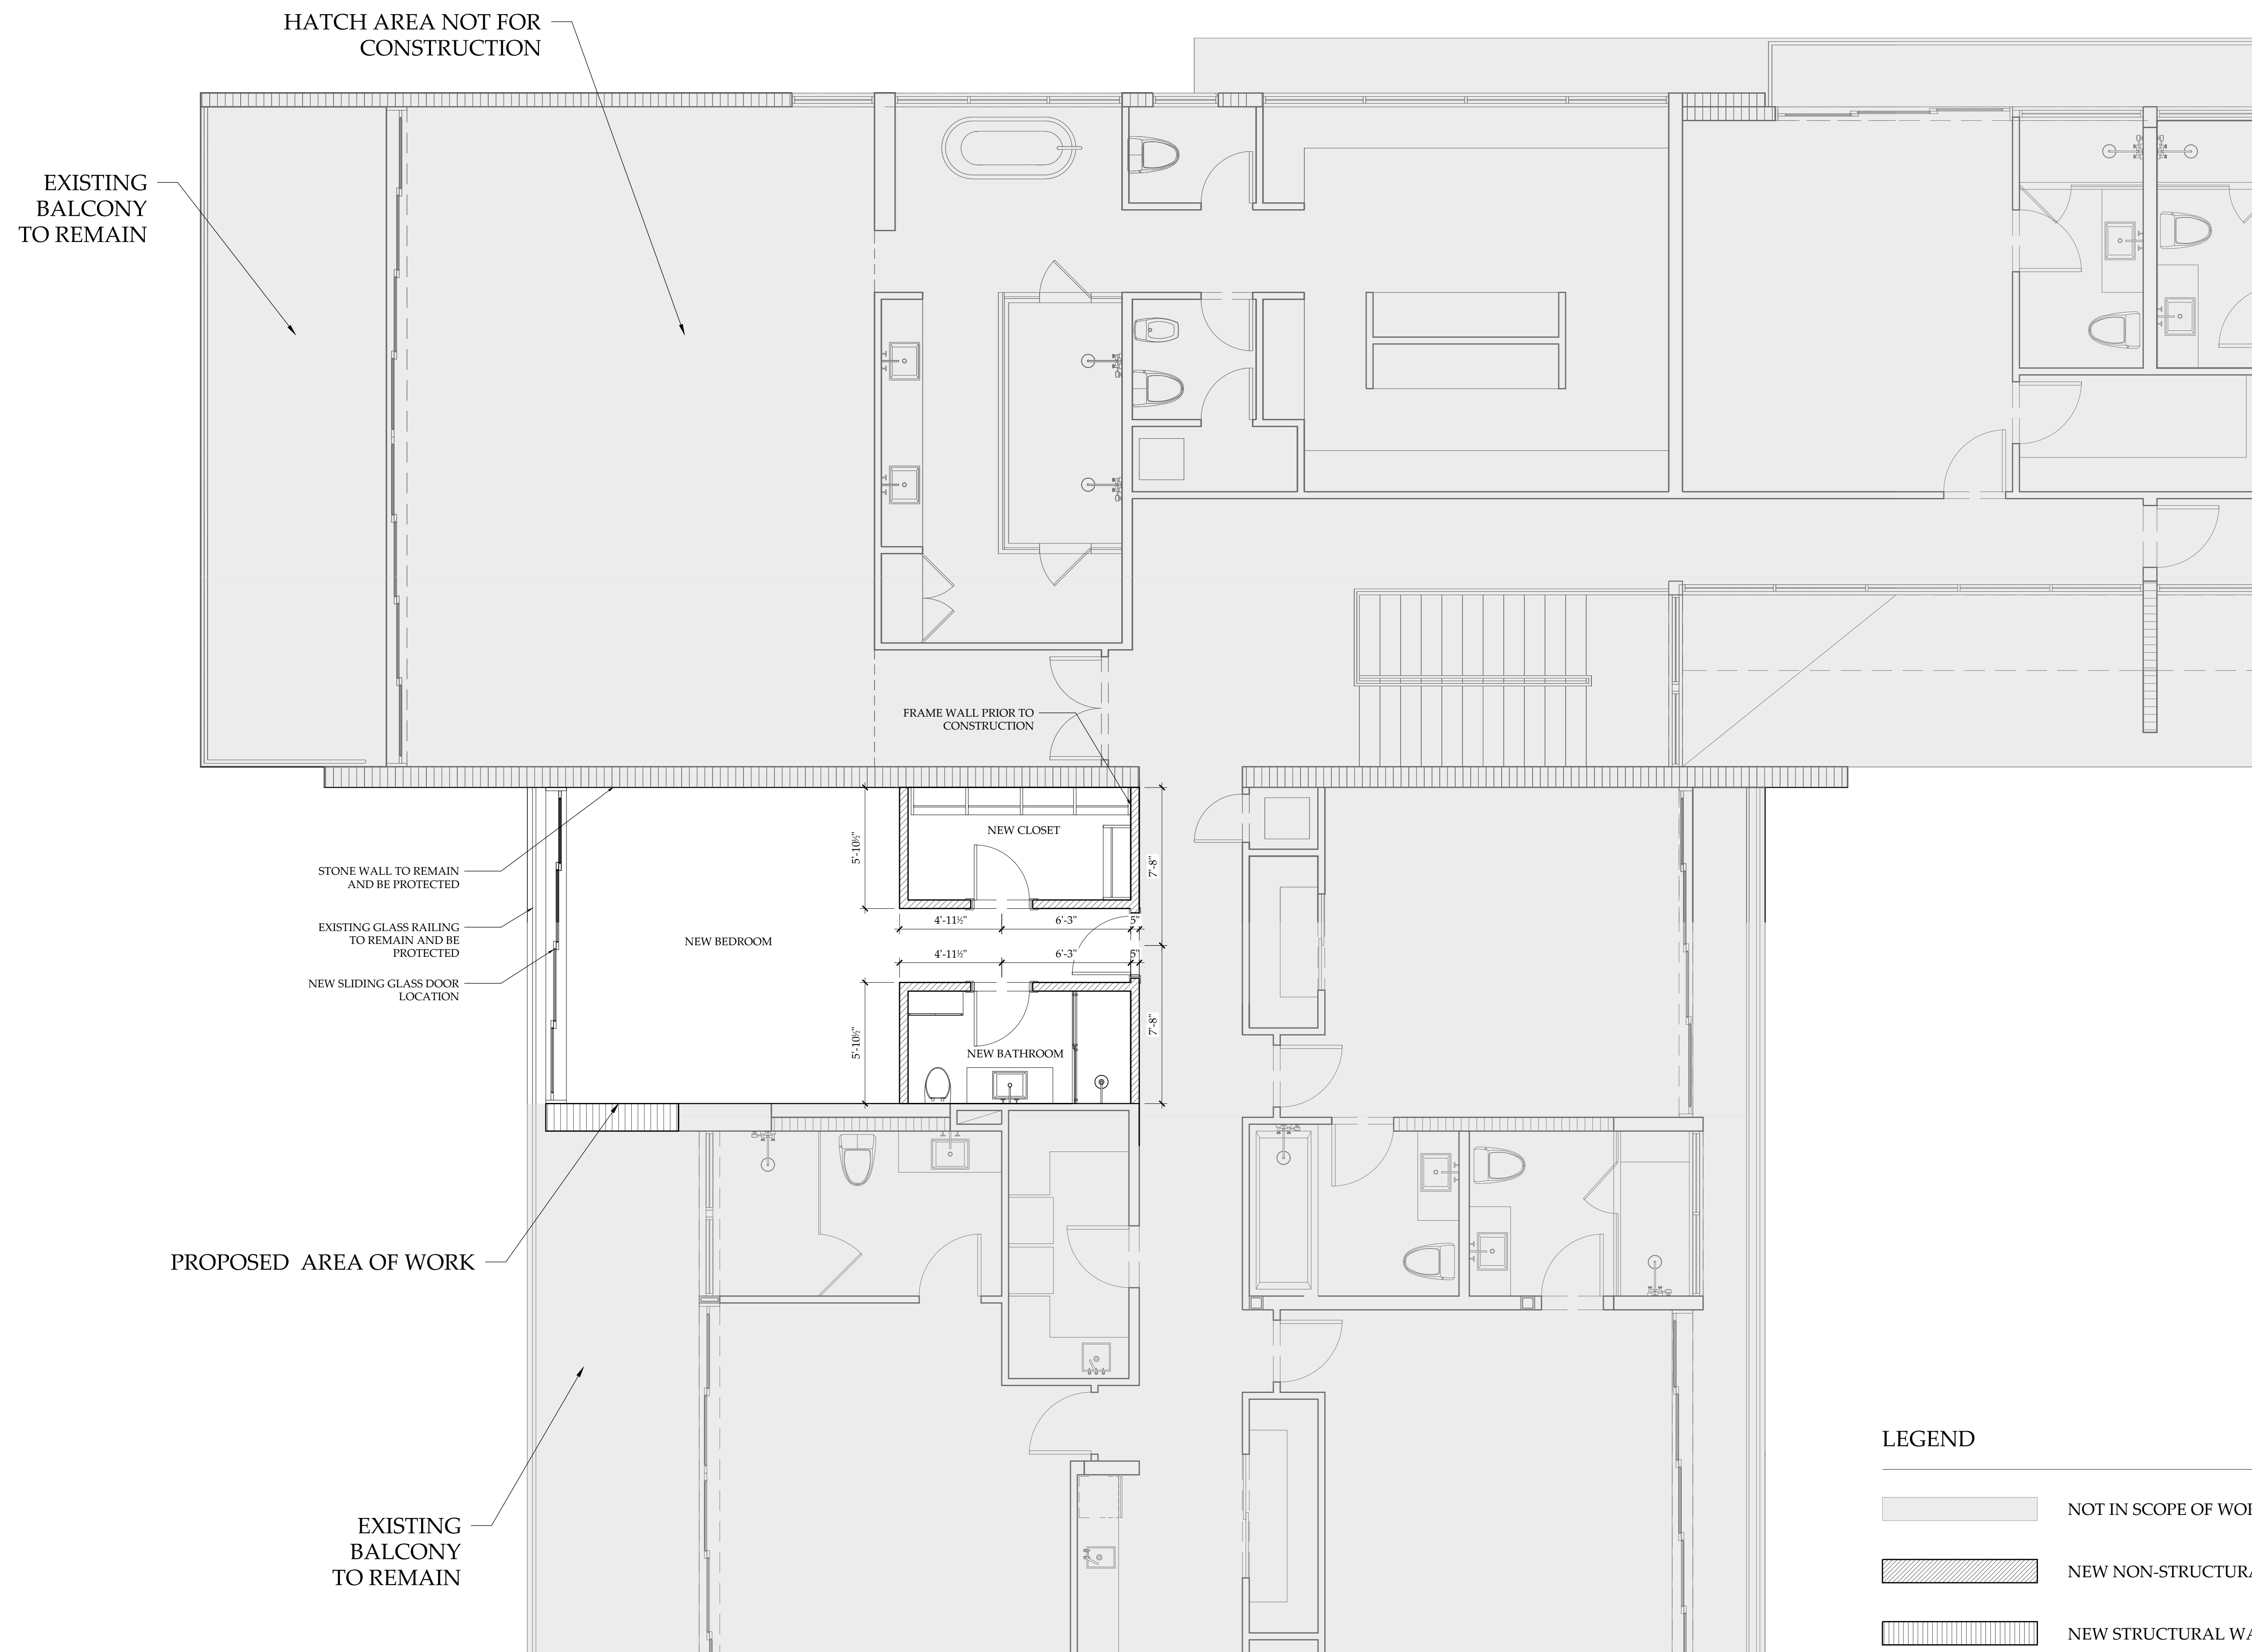 HATCH AREA NOT FOR
CONSTRUCTION
EXISTING
BALCONY
TO REMAIN
FRAME WALL PRIOR TO
CONSTRUCTION
NEW CLOSET
5'-10½"
7'-8"
STONE WALL TO REMAIN
AND BE PROTECTED
4'-11½"
6'-3"
5"
EXISTING GLASS RAILING
TO REMAIN AND BE
PROTECTED
NEW BEDROOM
4'-11½"
6'-3"
5"
NEW SLIDING GLASS DOOR
LOCATION
5'-10½"
7'-8"
NEW BATHROOM
PROPOSED AREA OF WORK
EXISTING
BALCONY
TO REMAIN
LEGEND
NOT IN SCOPE OF
NEW
NEW STRUCTURAL